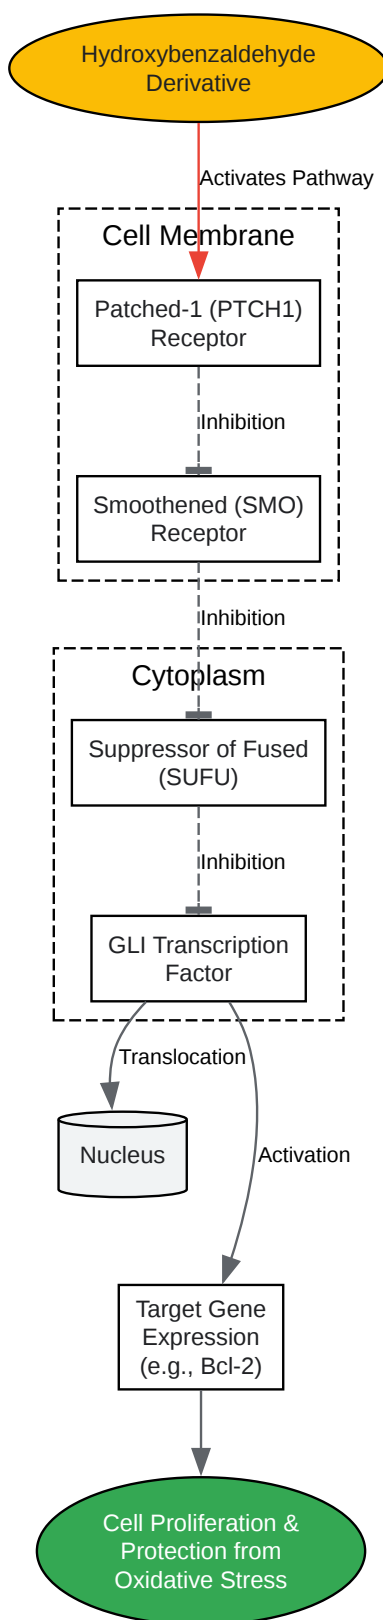 Hydroxybenzaldehyde
Derivative
Activates Pathway
Cell Membrane
Patched-1 (PTCH1)
Receptor
Inhibition
Smoothened (SMO)
Receptor
Inhibition
Cytoplasm
Suppressor of Fused
(SUFU)
Inhibition
GLI Transcription
Factor
Translocation
Nucleus
Activation
Target Gene
Expression
(e.g., Bcl-2)
Cell Proliferation &
Protection from
Oxidative Stress